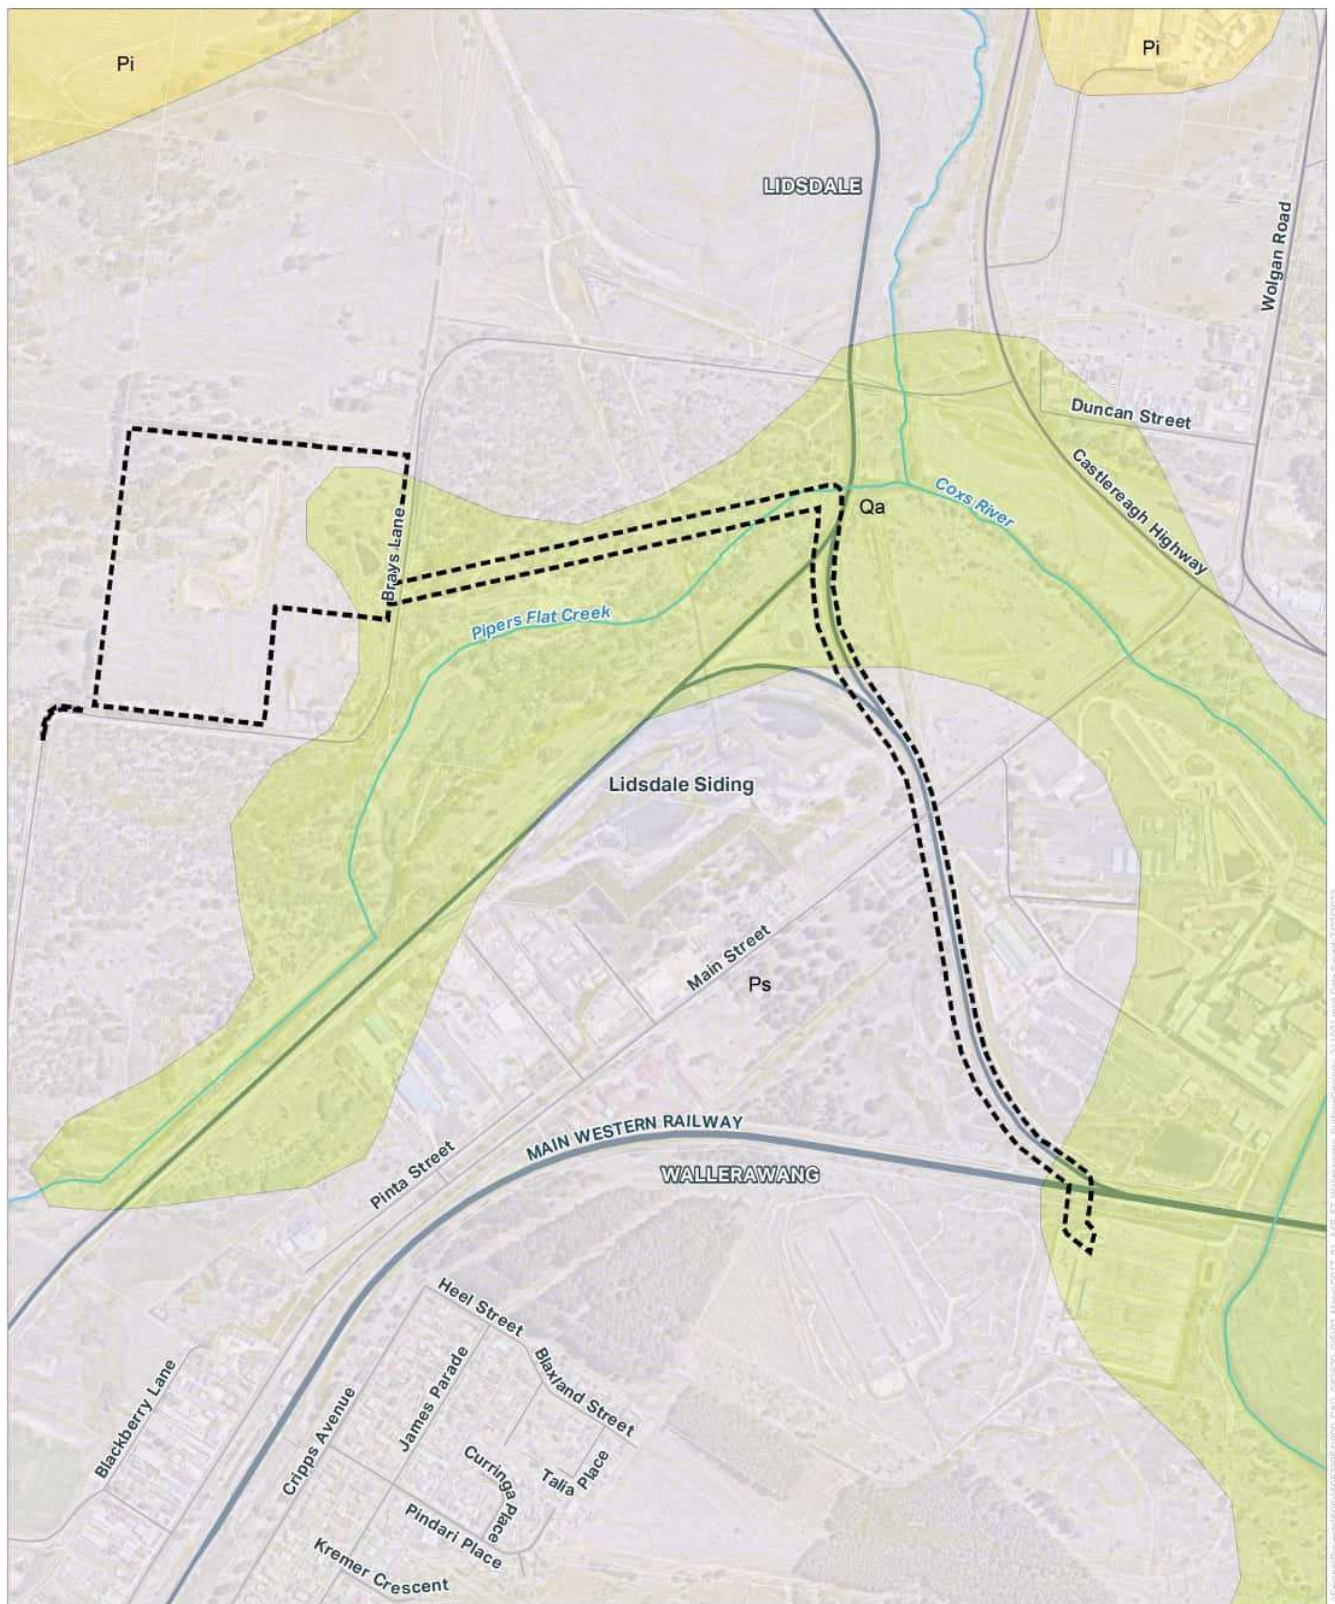 Pi
Pi
LIDSDALE
Wolgan Road
Duncan Street
Castlereagh Highway
Coxs River
Qa
Brays Lane
Pipers Flat Creek
Lidsdale Siding
Main Street
Ps
MAIN WESTERN RAILWAY
WALLERAWANG
Pinta Street
Heel Street
Blaxland Street
James Parade
Blackberry Lane
Cripps Avenue
Curringa Place
Talia Place
Pindari Place
Kremer Crescent